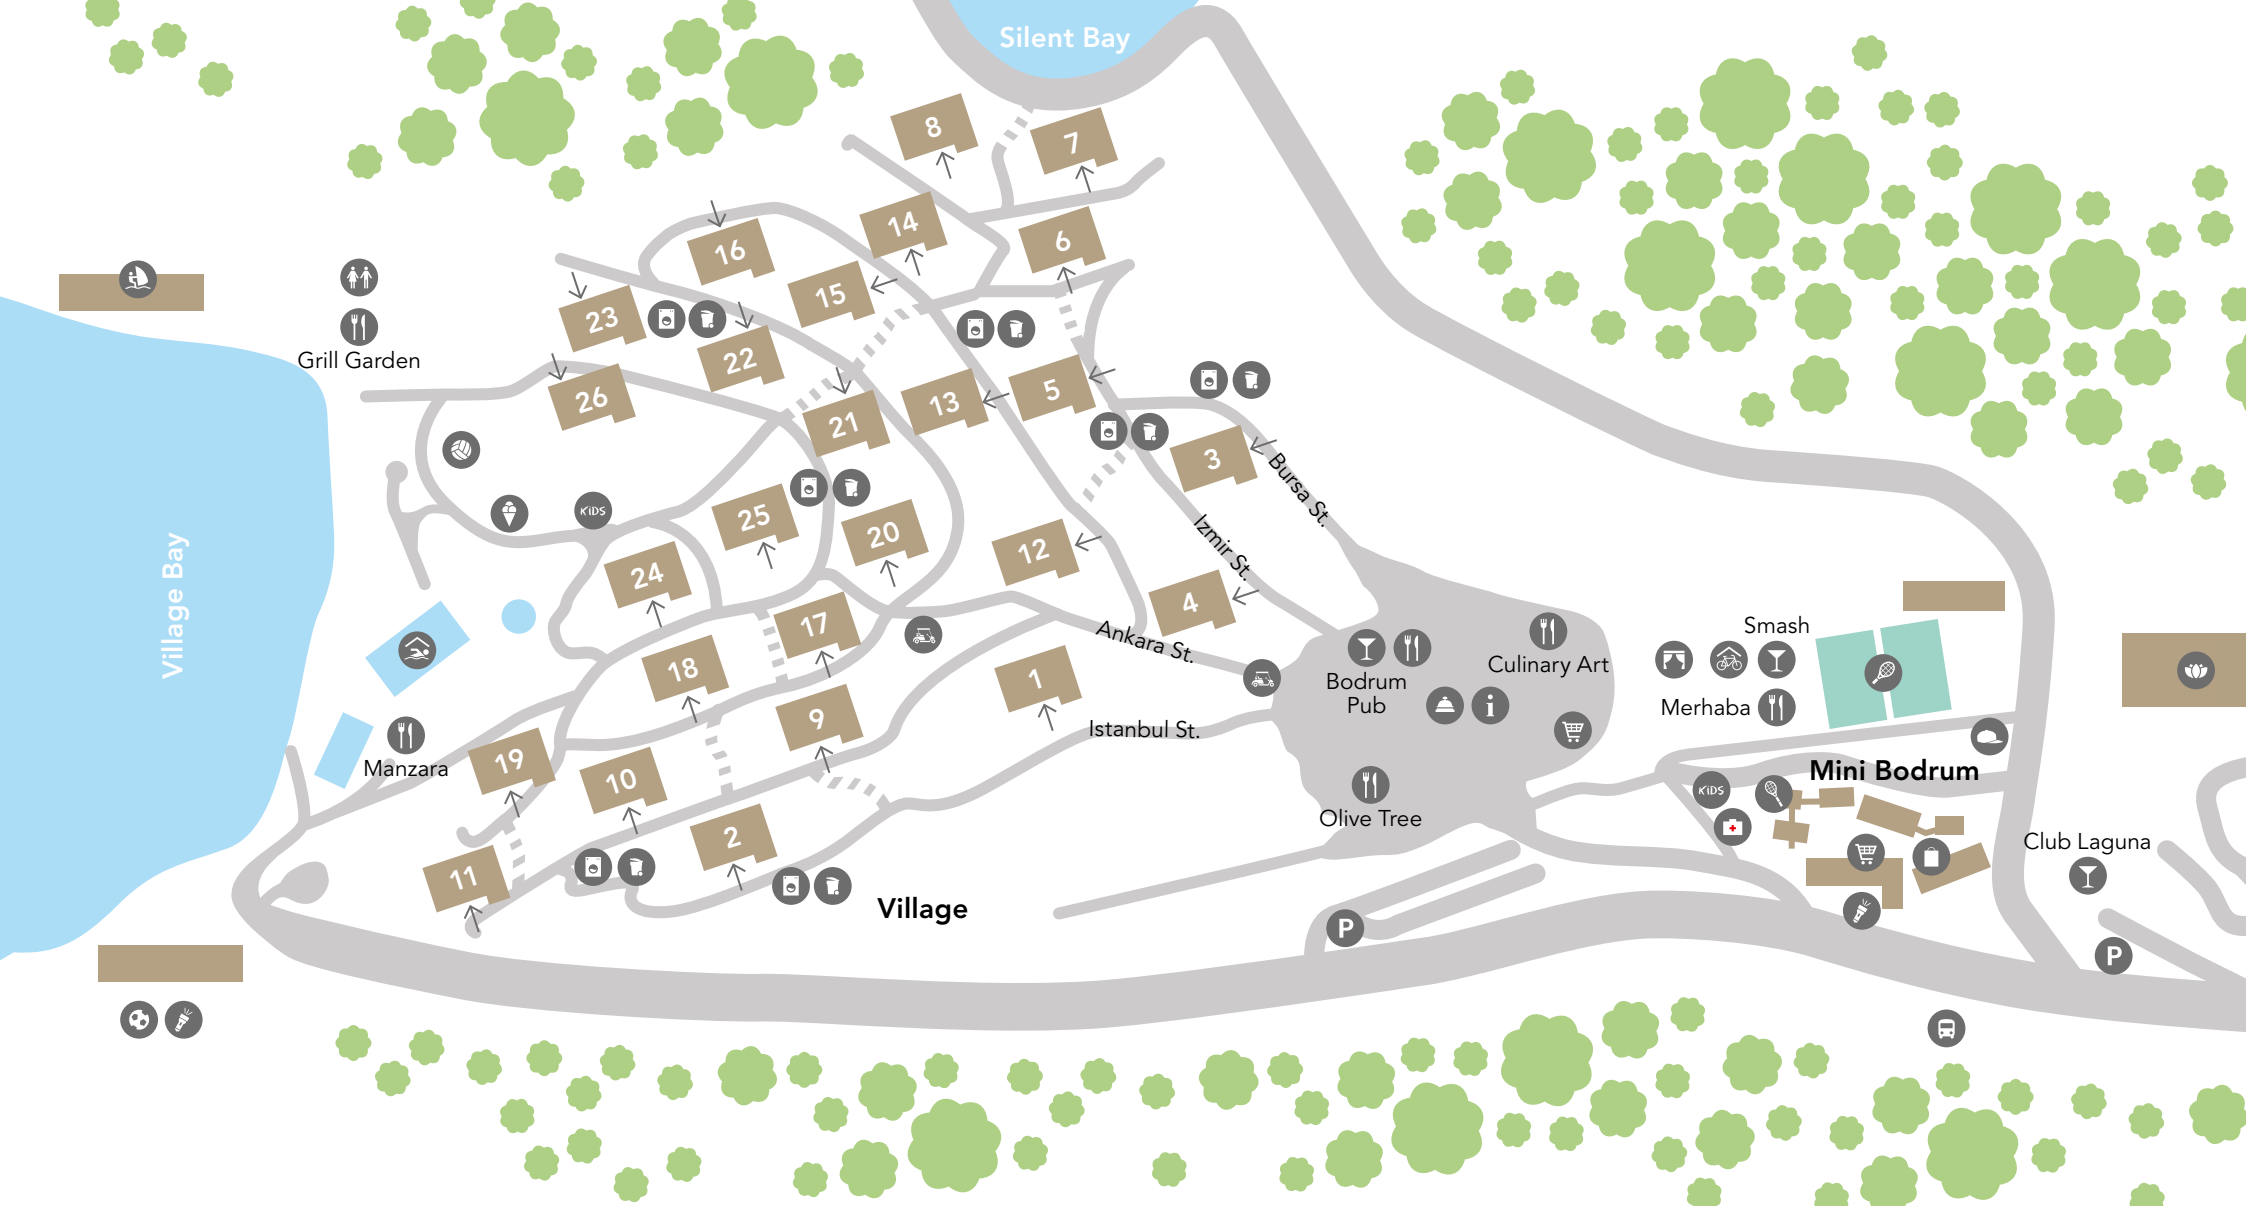 Silent Bay
8
7
14
6
16
15
23
22
Grill Garden
26
21
13
5
3
Bursa St.
25
20
KiDS
12
Izmir St.
24
4
17
Village Bay
Ankara St.
18
1
Smash
Culinary Art
Bodrum
Pub
i
Merhaba
9
Istanbul St.
19
10
Manzara
Mini Bodrum
KiDS
Olive Tree
2
Club Laguna
11
Village
P
P